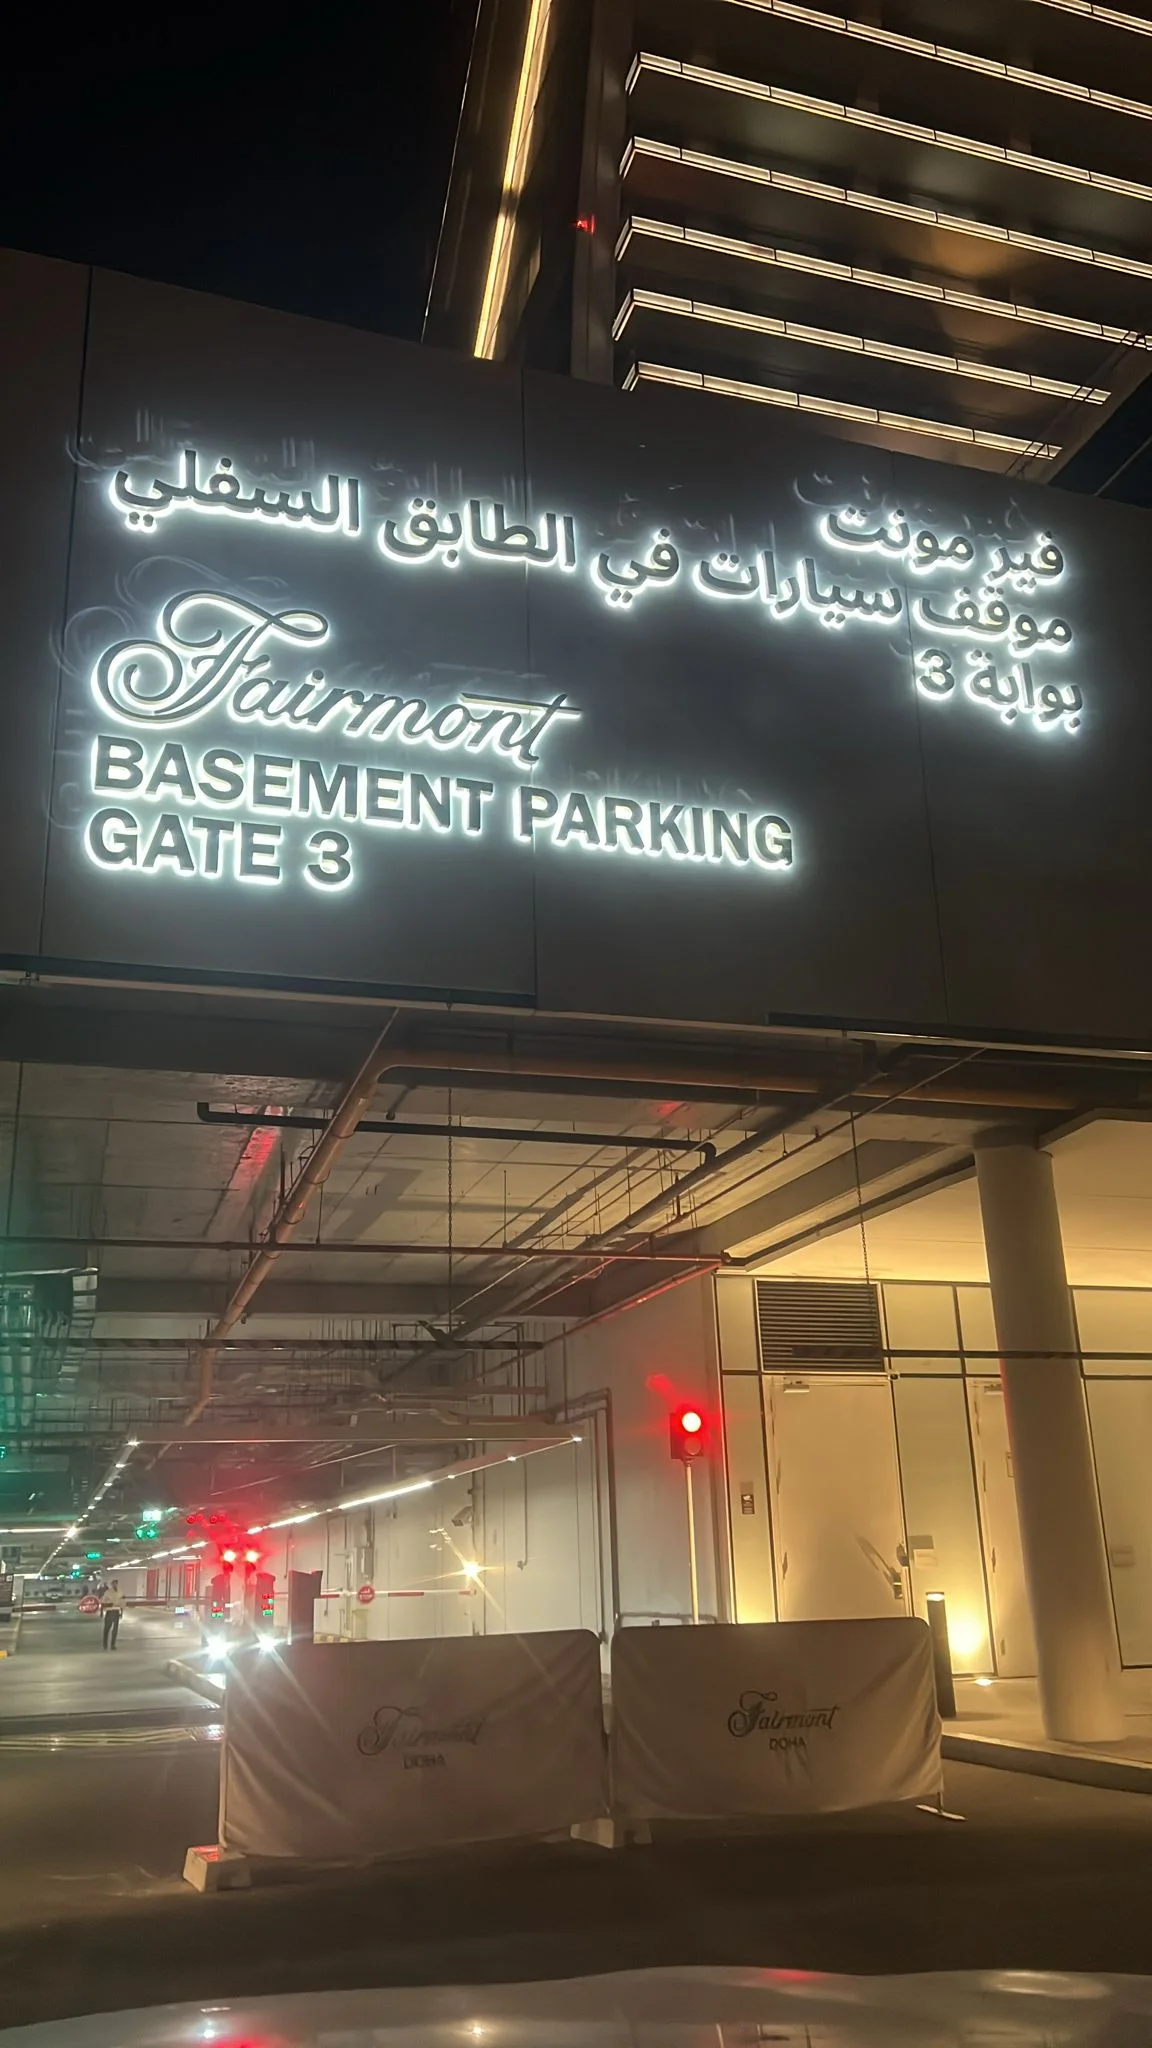 فير مونت
موقف سيارات في الطابق السفلي
بوابة 3
Fairmont
BASEMENT PARKING
GATE 3
Fairmont
DOHA
Fairmont
DOHA